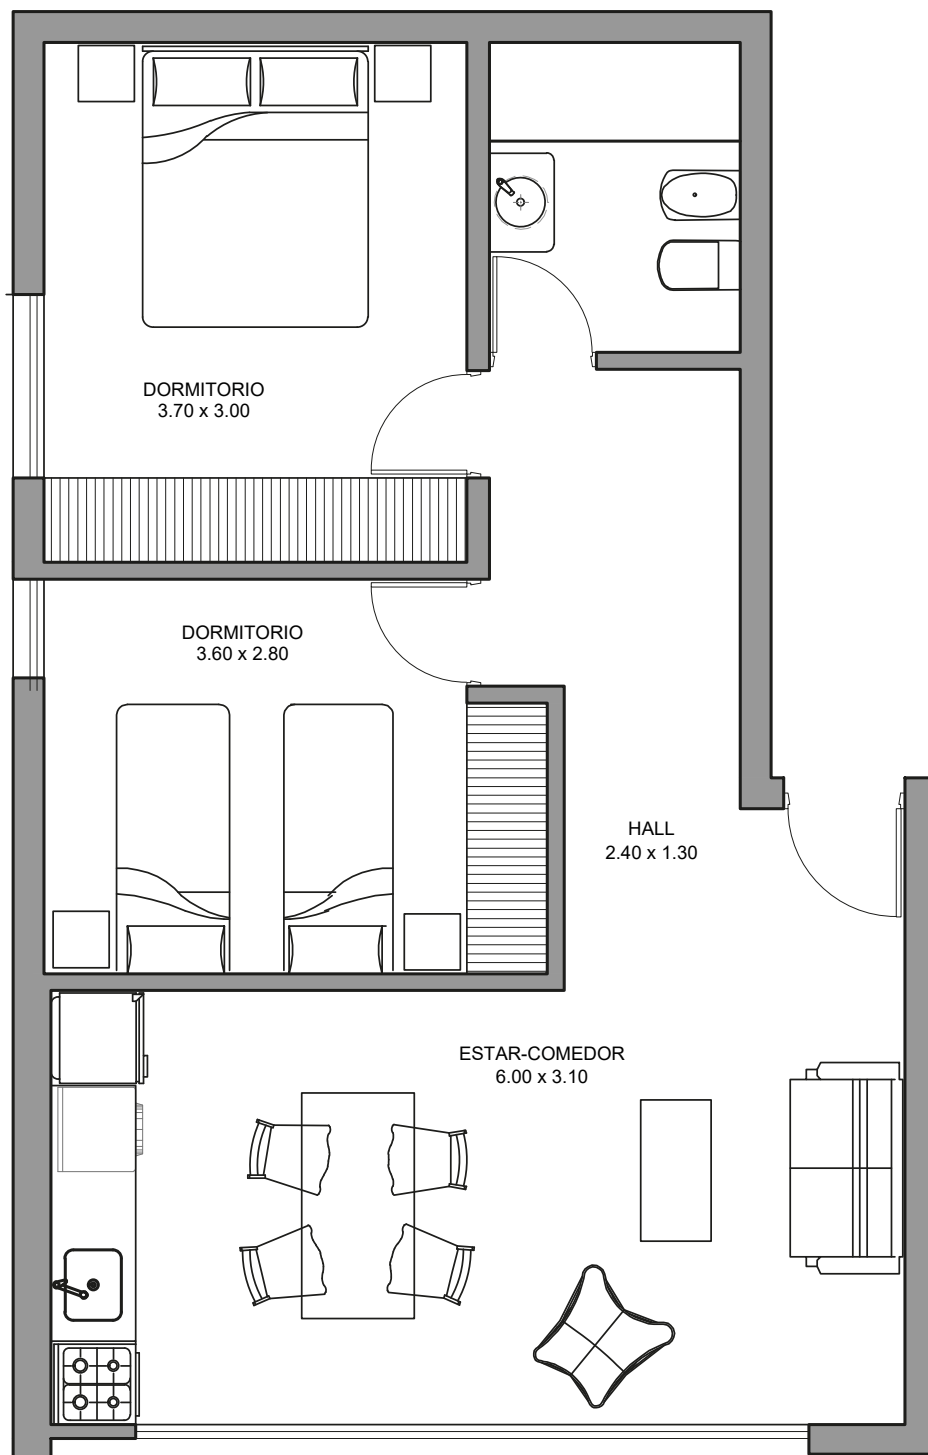 DORMITORIO
3.70 x 3.00
DORMITORIO
3.60 x 2.80
HALL
2.40 x 1.30
ESTAR-COMEDOR
6.00 x 3.10